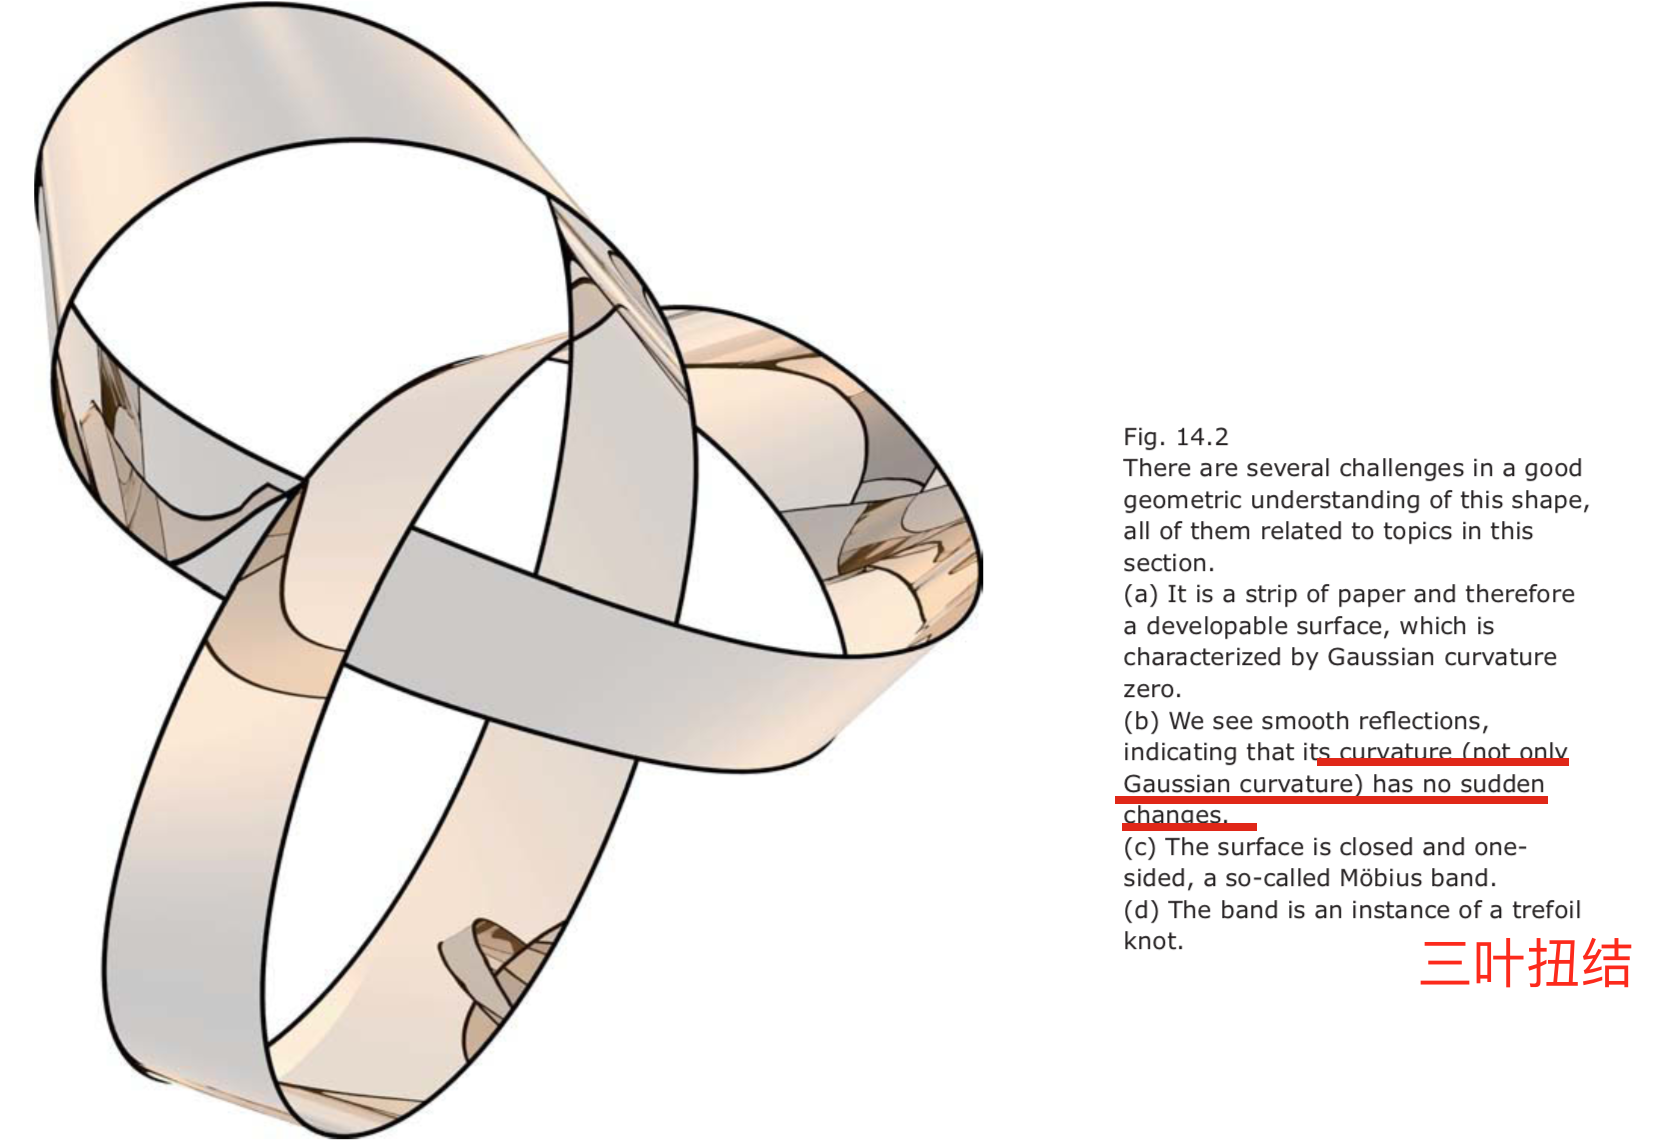 Fig. 14.2
There are several challenges in a good
geometric understanding of this shape,
all of them related to topics in this
section.
(a) It is a strip of paper and therefore
a developable surface, which is
characterized by Gaussian curvature
zero.
(b) We see smooth reflections,
indicating that its curvature (not only
Gaussian curvature) has no sudden
changes.
(c) The surface is closed and one-
sided, a so-called Möbius band.
(d) The band is an instance of a trefoil
knot.
三叶扭结